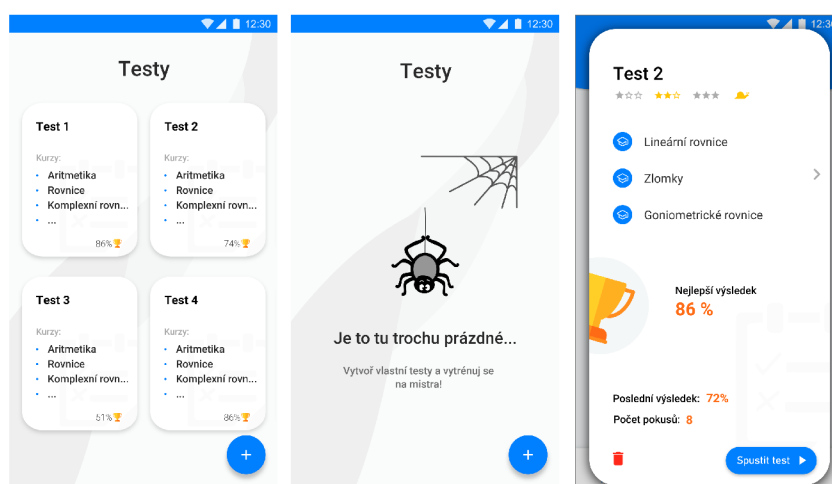 12:30
Testy
Test 1
Kurzy:
Aritmetika
Rovnice
Komplexní rovn...
...
86%
Test 2
Kurzy:
Aritmetika
Rovnice
Komplexní rovn...
...
74%
Test 3
Kurzy:
Aritmetika
Rovnice
Komplexní rovn...
...
51%
Test 4
Kurzy:
Aritmetika
Rovnice
Komplexní rovn...
...
86%
+
12:30
Testy
Je to tu trochu prázdné...
Vytvoř vlastní testy a vytrénuj se
na mistra!
+
12:30
Test 2
Lineární rovnice
Zlomky
Goniometrické rovnice
Nejlepší výsledek
86 %
Poslední výsledek: 72%
Počet pokusů: 8
Spustit test